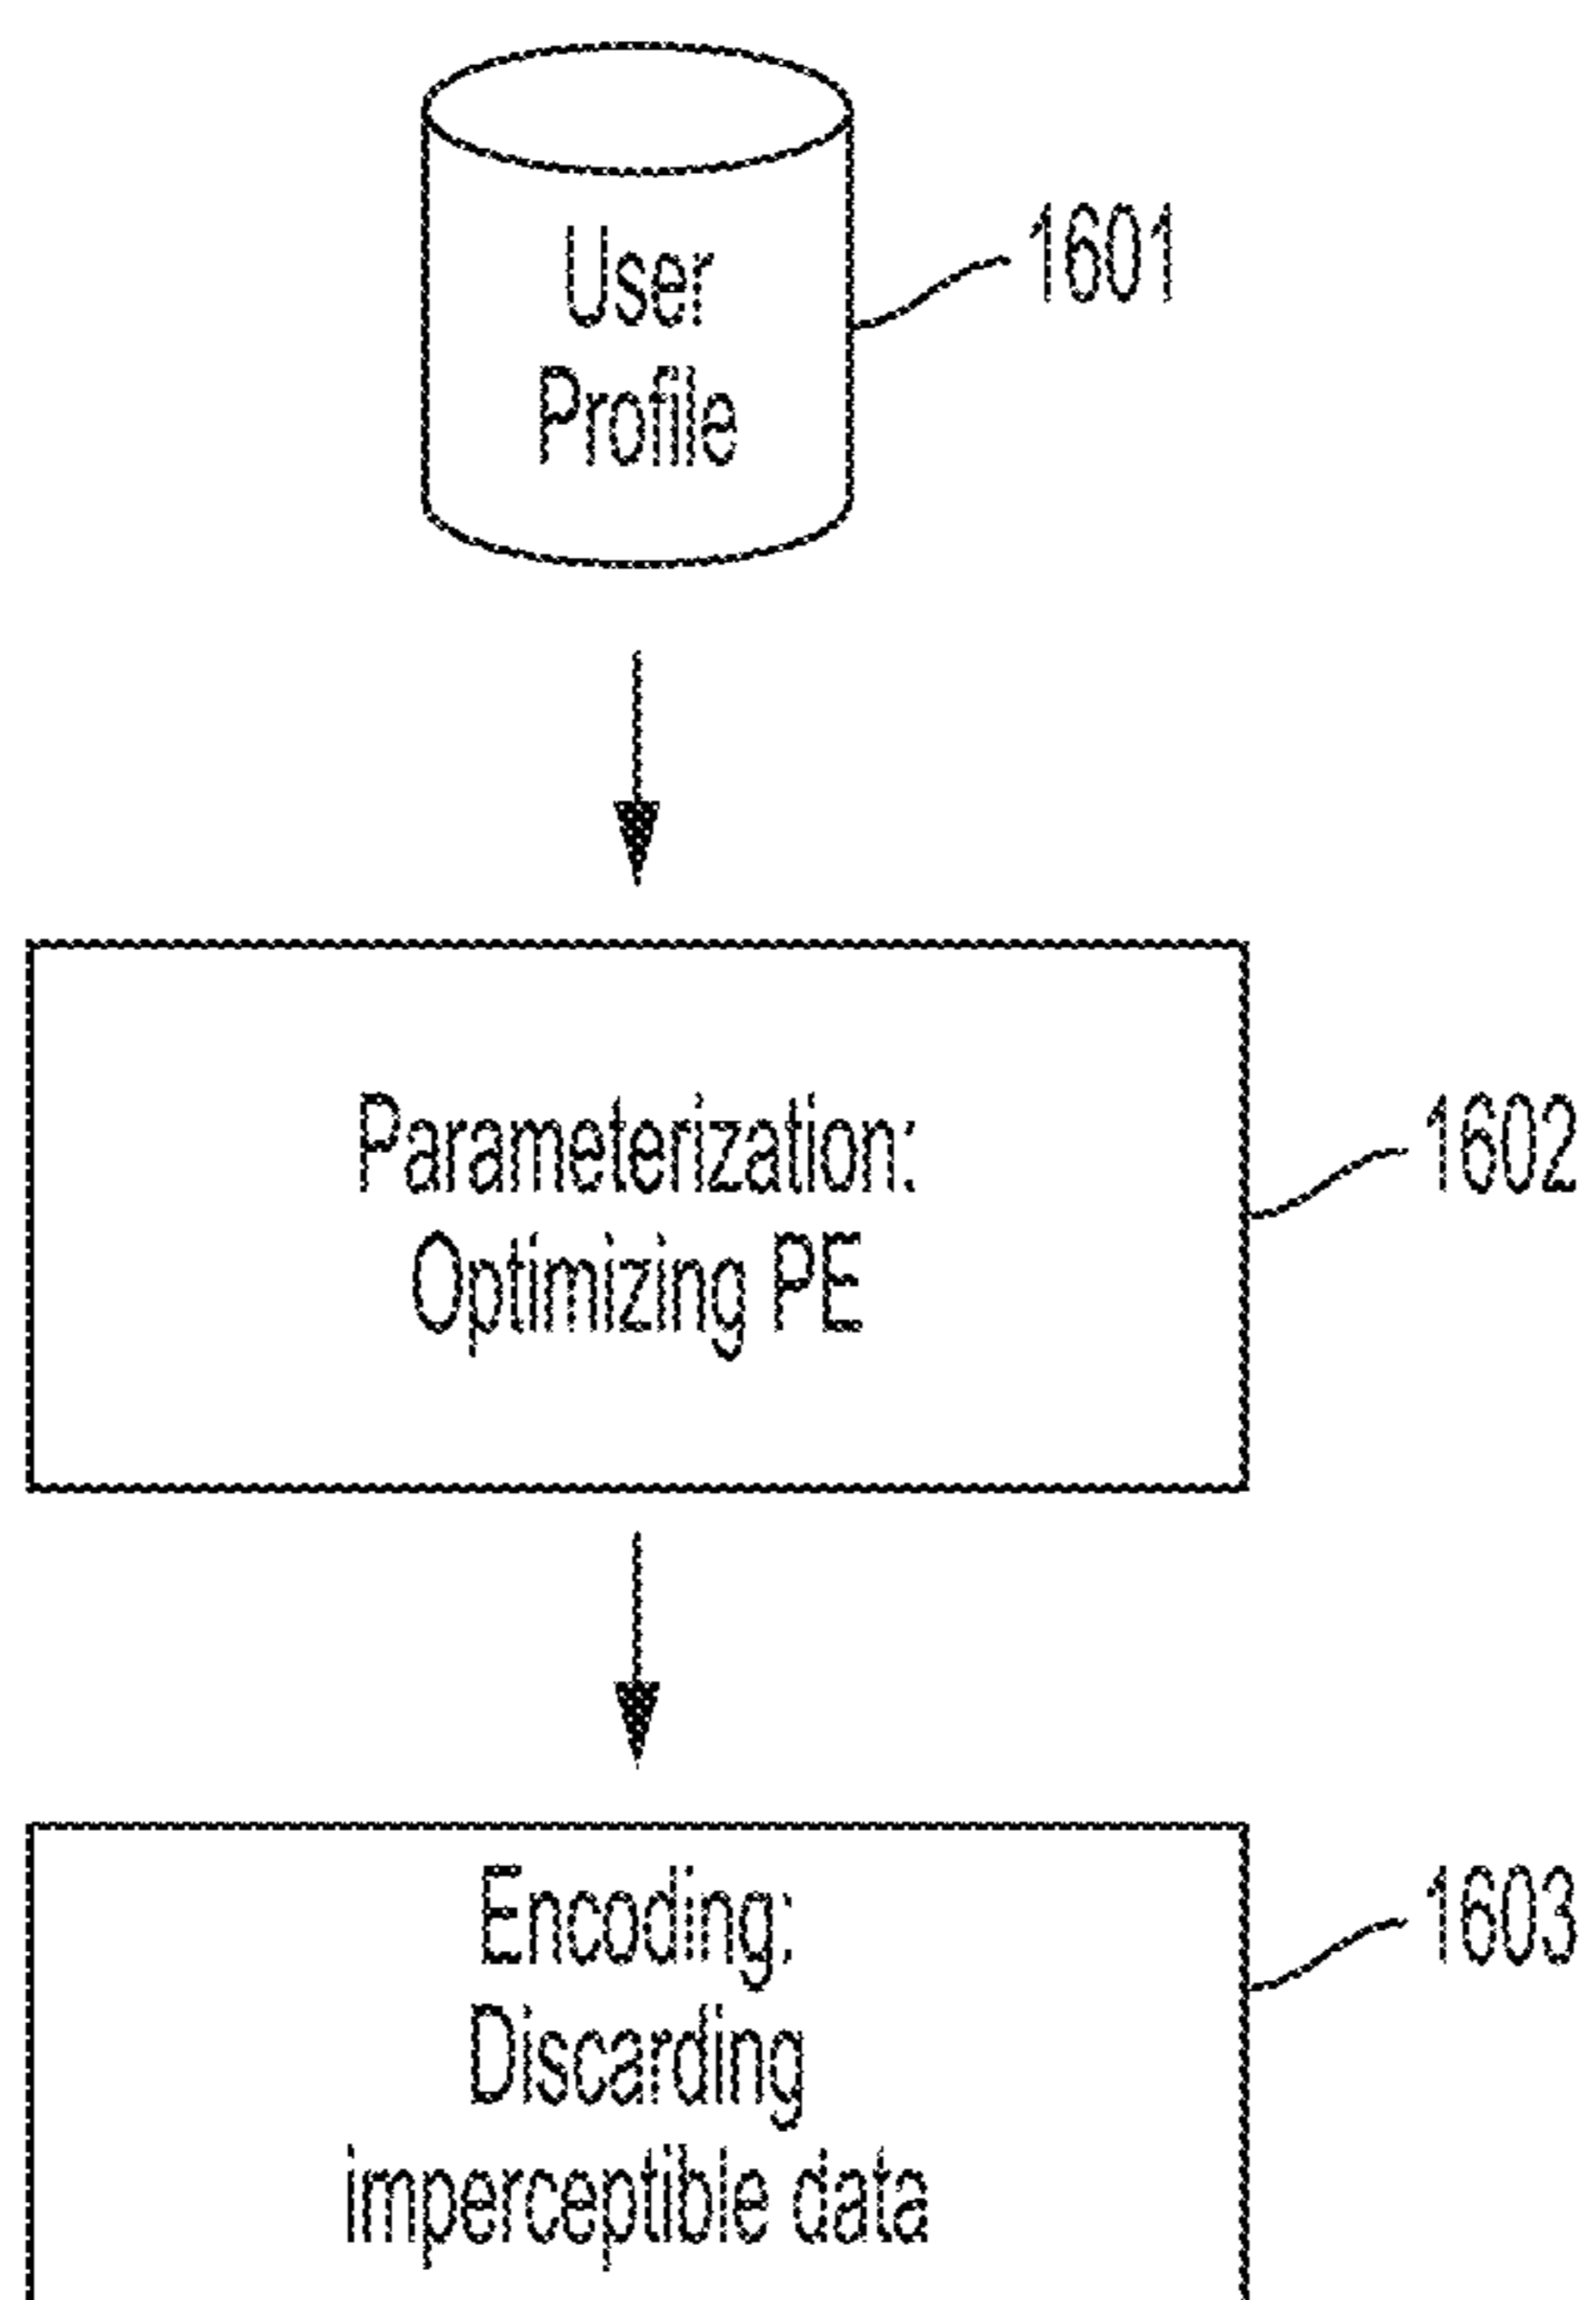 User
Profile
1601
Parameterization:
Optimizing PE
1602
Encoding:
Discarding
imperceptible data
1603